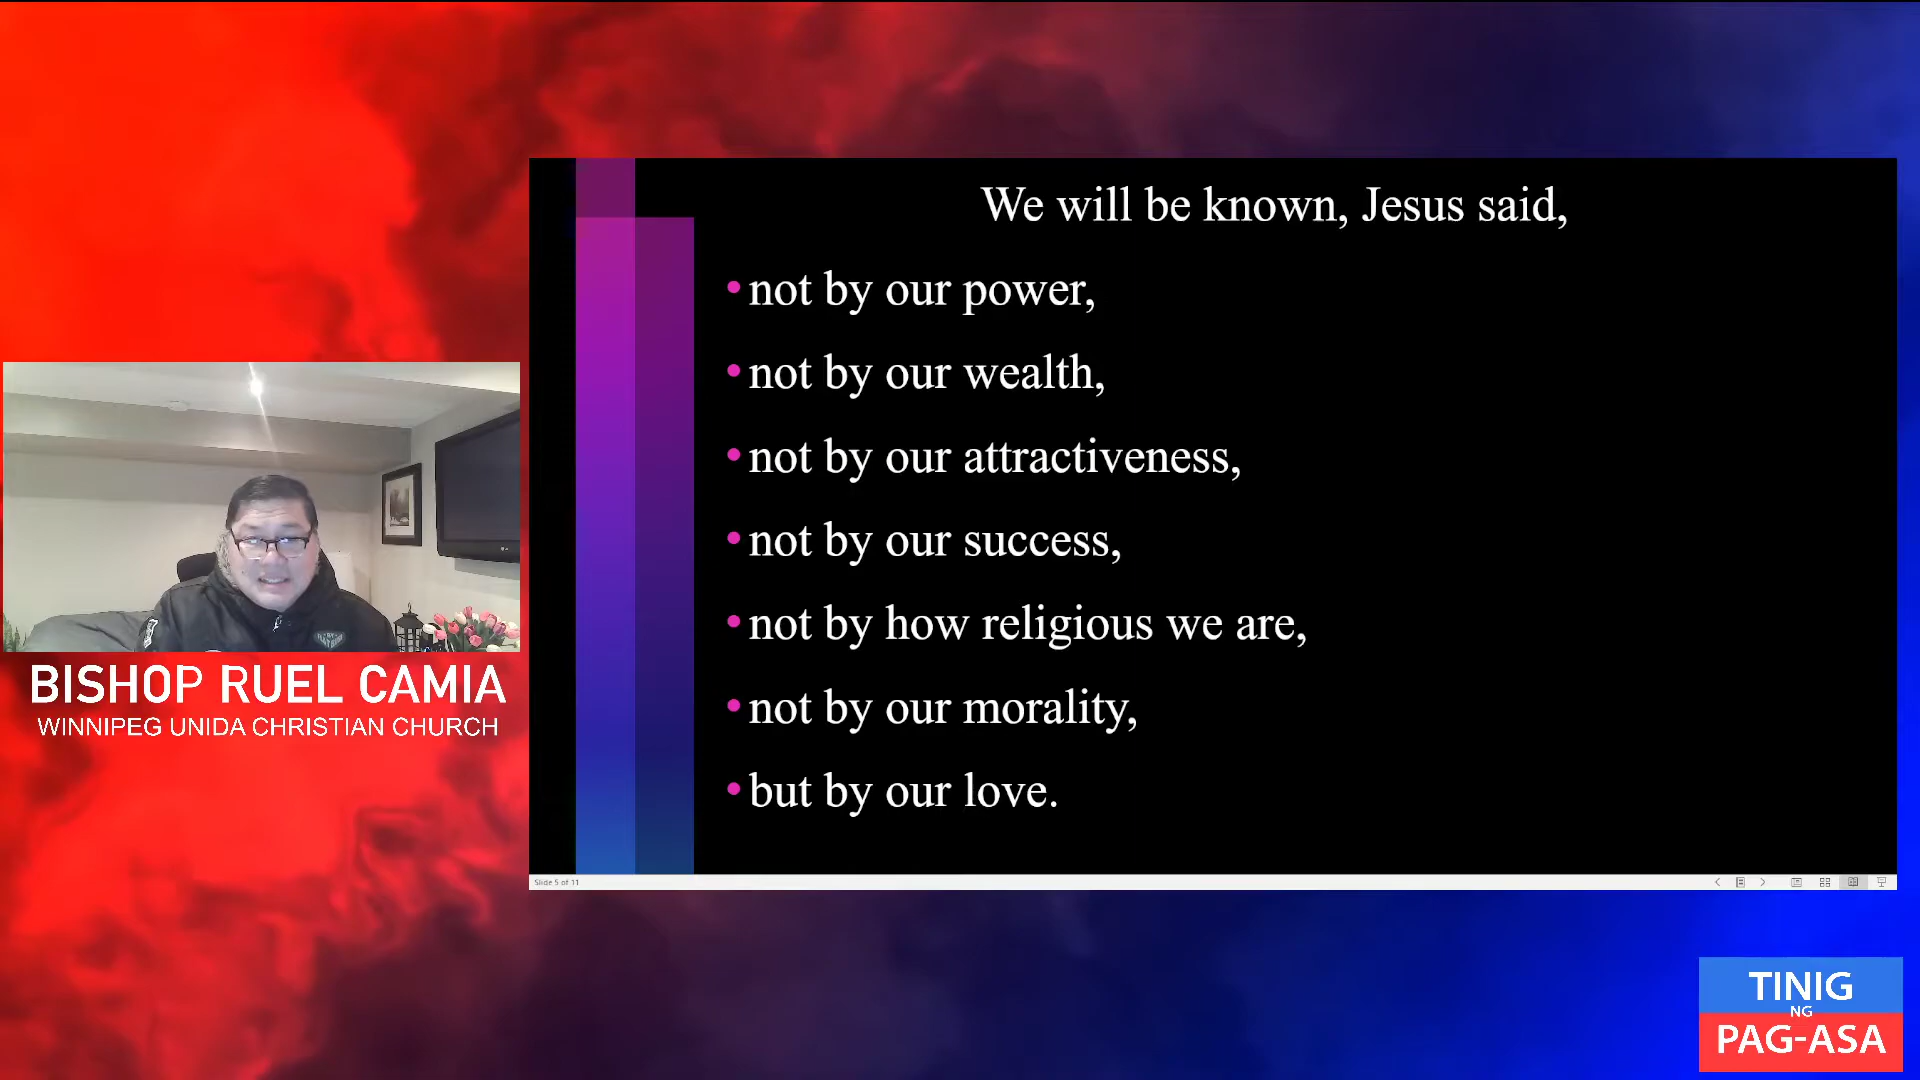 We will be known, Jesus said,
• not by our power,
• not by our wealth,
• not by our attractiveness,
• not by our success,
• not by how religious we are,
• not by our morality,
• but by our love.
Slide 5 of 11
BISHOP RUEL CAMIA
WINNIPEG UNIDA CHRISTIAN CHURCH
TINIG
NG
PAG-ASA